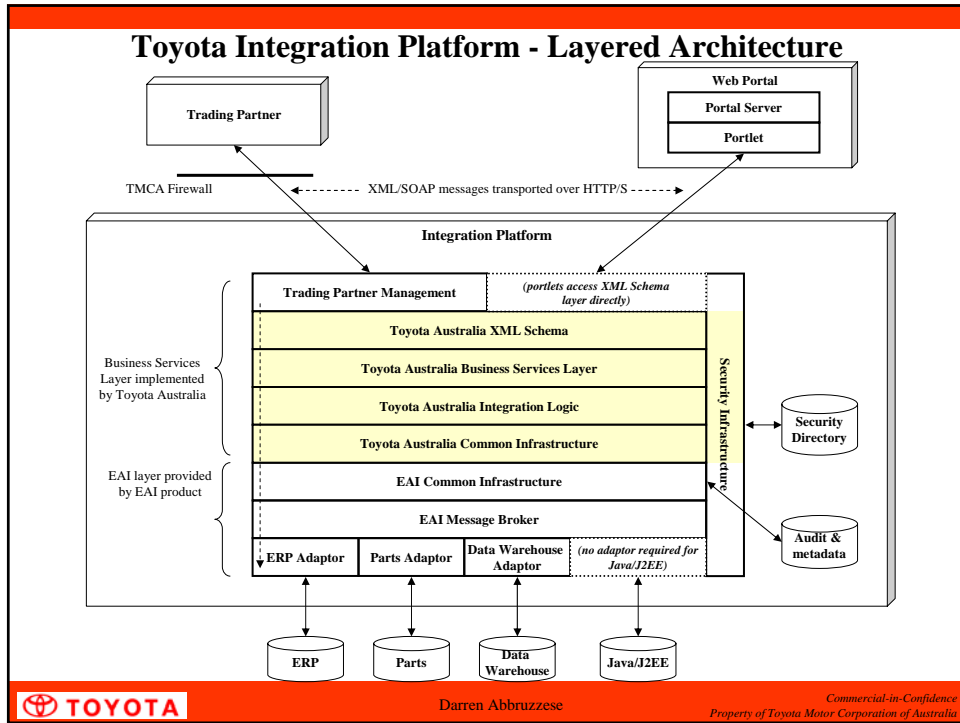 Toyota Integration Platform - Layered Architecture
Trading Partner
Web Portal
Portal Server
Portlet
TMCA Firewall
XML/SOAP messages transported over HTTP/S
Integration Platform
Trading Partner Management
(portlets access XML Schema
layer directly)
Toyota Australia XML Schema
Toyota Australia Business Services Layer
Toyota Australia Integration Logic
Toyota Australia Common Infrastructure
EAI Common Infrastructure
EAI Message Broker
ERP Adaptor
Parts Adaptor
Data Warehouse
Adaptor
(no adaptor required for
Java/J2EE)
Security Infrastructure
Business Services
Layer implemented
by Toyota Australia
EAI layer provided
by EAI product
Security
Directory
Audit &
metadata
ERP
Parts
Data
Warehouse
Java/J2EE
TOYOTA
Darren Abbruzzese
Commercial-in-Confidence
Property of Toyota Motor Corporation of Australia